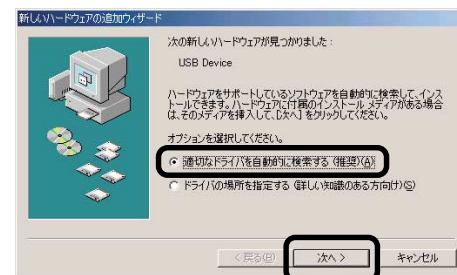 新しいハードウェアの追加ウィザード
次の新しいハードウェアが見つかりました：
USB Device
ハードウェアをサポートしているソフトウェアを自動的に検索して、インス
トールできます。ハードウェアに付属のインストール メディアがある場合
は、そのメディアを挿入して、[次へ] をクリックしてください。
オプションを選択してください。
適切なドライバを自動的に検索する (推奨)(A)
ドライバの場所を指定する (詳しい知識のある方向け)(S)
< 戻る(B)
次へ >
キャンセル